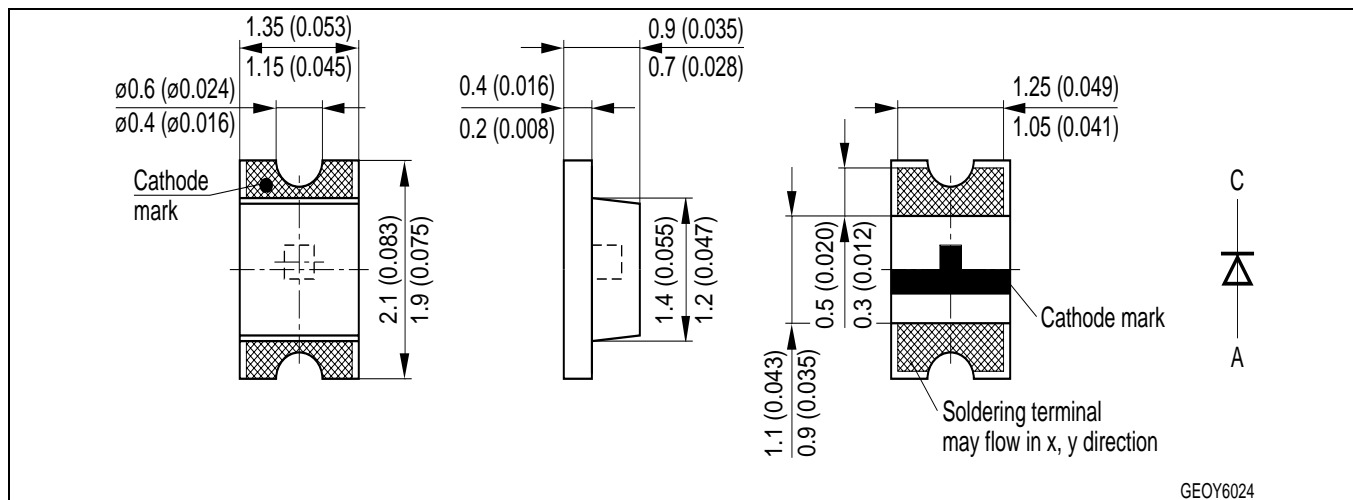 1.35 (0.053)
1.15 (0.045)
ø0.6 (ø0.024)
ø0.4 (ø0.016)
Cathode
mark
2.1 (0.083)
1.9 (0.075)
0.9 (0.035)
0.7 (0.028)
0.4 (0.016)
0.2 (0.008)
1.4 (0.055)
1.2 (0.047)
1.25 (0.049)
1.05 (0.041)
0.5 (0.020)
0.3 (0.012)
1.1 (0.043)
0.9 (0.035)
Cathode mark
Soldering terminal
may flow in x, y direction
C
A
GEOY6024